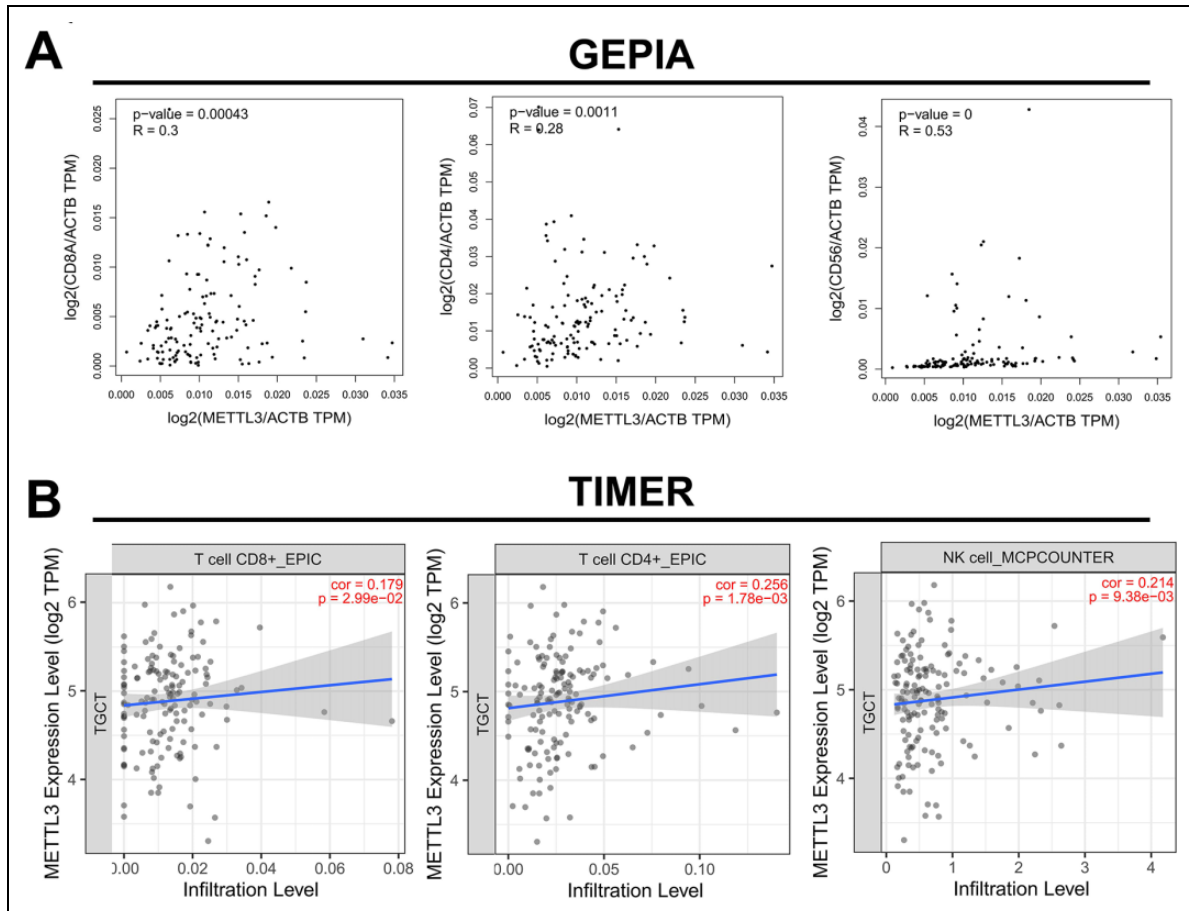 A
GEPIA
p-value = 0.00043
R = 0.3
log2(CD8A/ACTB TPM)
0.025
0.020
0.015
0.010
0.005
0.000
0.000 0.005 0.010 0.015 0.020 0.025 0.030 0.035
log2(METTL3/ACTB TPM)
p-value = 0.0011
R = 0.28
log2(CD4/ACTB TPM)
0.07
0.06
0.05
0.04
0.03
0.02
0.01
0.00
0.000 0.005 0.010 0.015 0.020 0.025 0.030 0.035
log2(METTL3/ACTB TPM)
p-value = 0
R = 0.53
log2(CD56/ACTB TPM)
0.04
0.03
0.02
0.01
0.00
0.000 0.005 0.010 0.015 0.020 0.025 0.030 0.035
log2(METTL3/ACTB TPM)
B
TIMER
T cell CD8+_EPIC
cor = 0.179
p = 2.99e-02
METTL3 Expression Level (log2 TPM)
TGCT
6
5
4
0.00 0.02 0.04 0.06 0.08
Infiltration Level
T cell CD4+_EPIC
cor = 0.256
p = 1.78e-03
METTL3 Expression Level (log2 TPM)
TGCT
6
5
4
0.00 0.05 0.10
Infiltration Level
NK cell_MCPCOUNTER
cor = 0.214
p = 9.38e-03
METTL3 Expression Level (log2 TPM)
TGCT
6
5
4
0 1 2 3 4
Infiltration Level